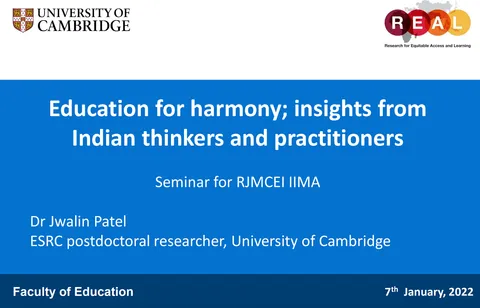 UNIVERSITY OF
CAMBRIDGE
REAL
Research for Equitable Access and Learning
Education for harmony; insights from
Indian thinkers and practitioners
Seminar for RJMCEI IIMA
Dr Jwalin Patel
ESRC postdoctoral researcher, University of Cambridge
Faculty of Education
7th January, 2022